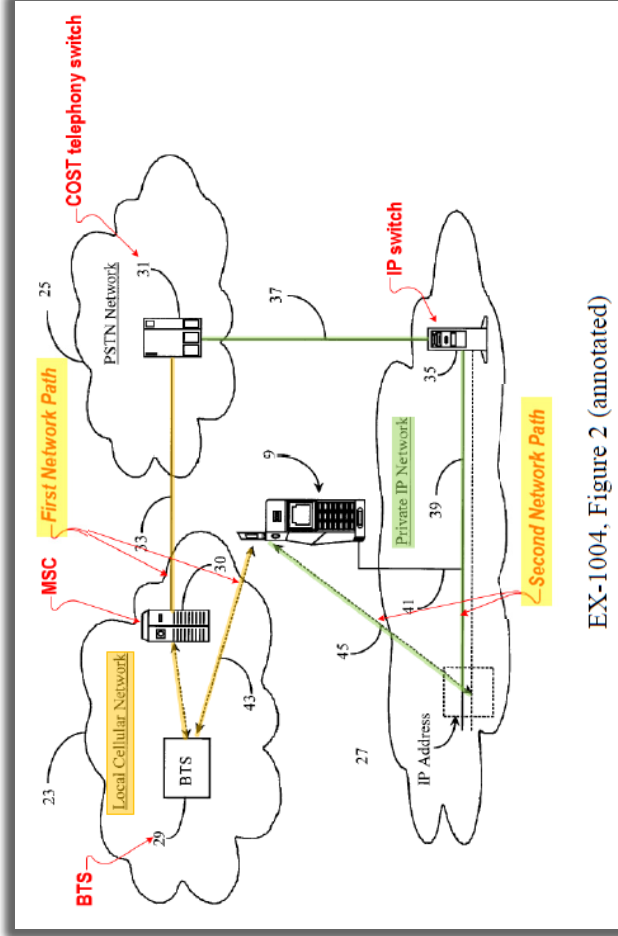 23
MSC
First Network Path
25
COST telephony switch
BTS
PSTN Network
Local Cellular Network
33
31
29
BTS
30
43
9
37
45
27
IP switch
Private IP Network
IP Address
41
39
35
Second Network Path
EX-1004, Figure 2 (annotated)